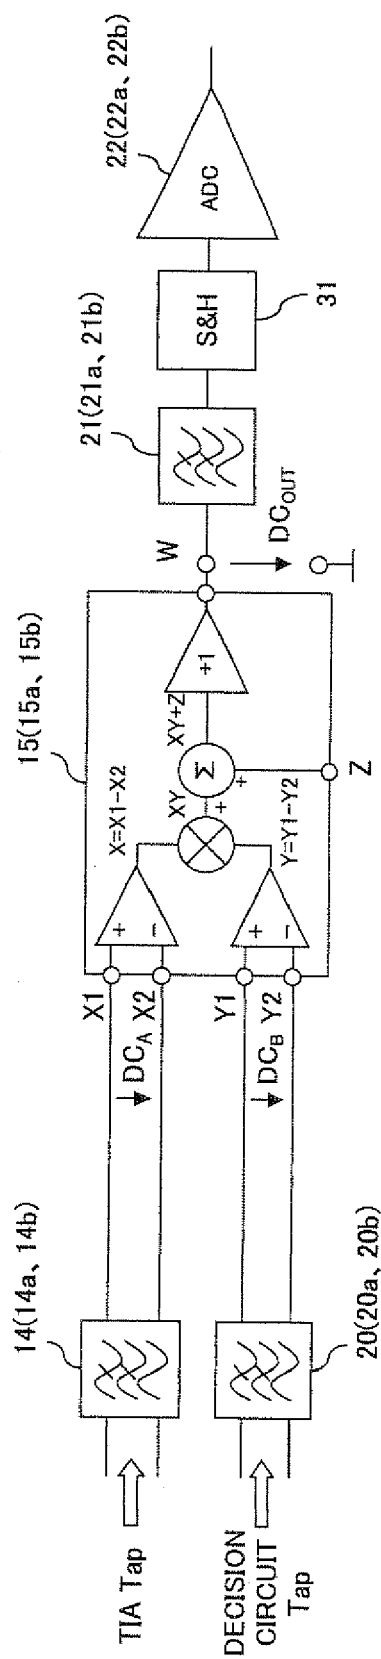 TIA Tap
DECISION
CIRCUIT
Tap
14(14a、14b)
20(20a、20b)
DC_A
DC_B
X1
X2
Y1
Y2
15(15a、15b)
+
−
+
−
X=X1-X2
Y=Y1-Y2
XY
+
+
Σ
XY+Z
Z
+1
W
DC_OUT
21(21a、21b)
S&H
31
22(22a、22b)
ADC